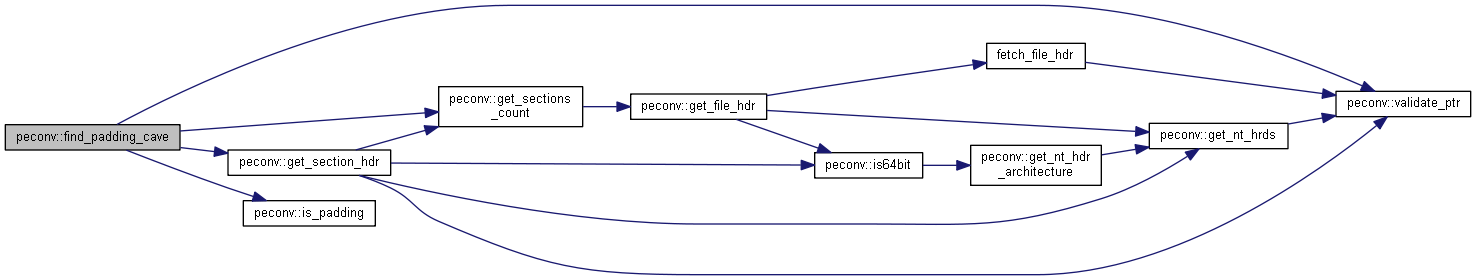 peconv::find_padding_cave
peconv::get_sections
_count
peconv::get_section_hdr
peconv::is_padding
peconv::get_file_hdr
fetch_file_hdr
peconv::is64bit
peconv::get_nt_hdr
_architecture
peconv::get_nt_hrds
peconv::validate_ptr